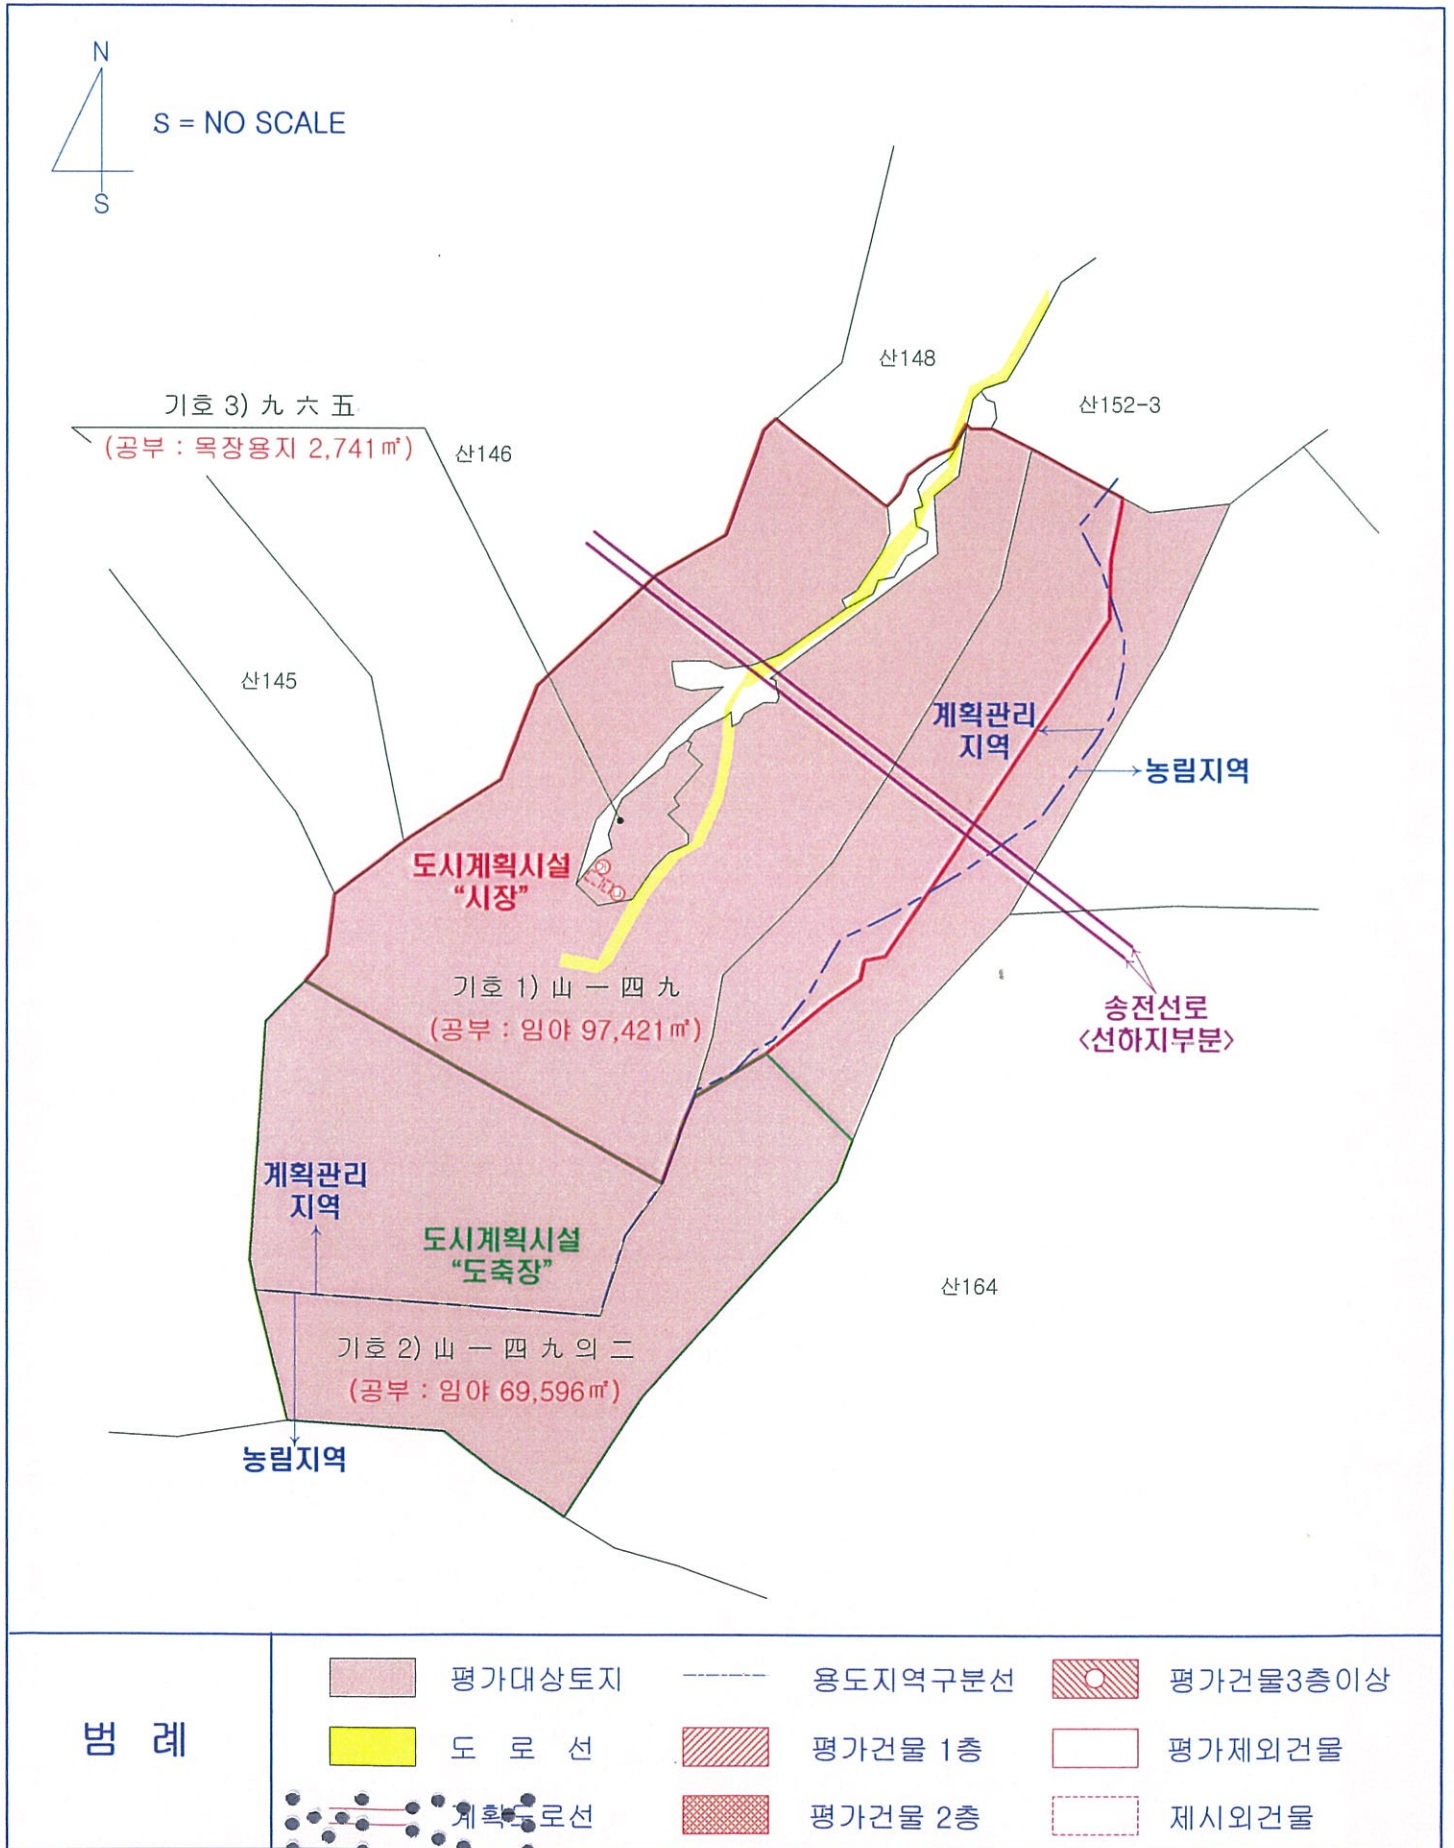 N
S = NO SCALE
S
산148
산152-3
기호 3) 九 六 五
(공부 : 목장용지 2,741㎡)
산146
산145
계획관리
지역
농림지역
도시계획시설
“시장”
기호 1) 山 一 四 九
(공부 : 임야 97,421㎡)
송전선로
<선하지부분>
계획관리
지역
도시계획시설
“도축장”
산164
기호 2) 山 一 四 九 의 二
(공부 : 임야 69,596㎡)
농림지역
범 례
평가대상토지
용도지역구분선
평가건물3층이상
도 로 선
평가건물 1층
평가제외건물
계획도로선
평가건물 2층
제시외건물